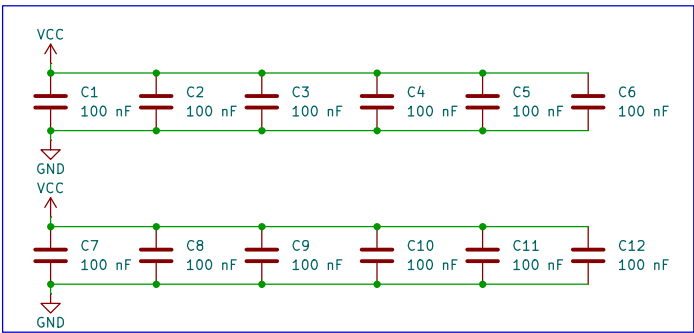 VCC
C1 C2 C3 C4 C5 C6
100 nF 100 nF 100 nF 100 nF 100 nF 100 nF
GND
VCC
C7 C8 C9 C10 C11 C12
100 nF 100 nF 100 nF 100 nF 100 nF 100 nF
GND